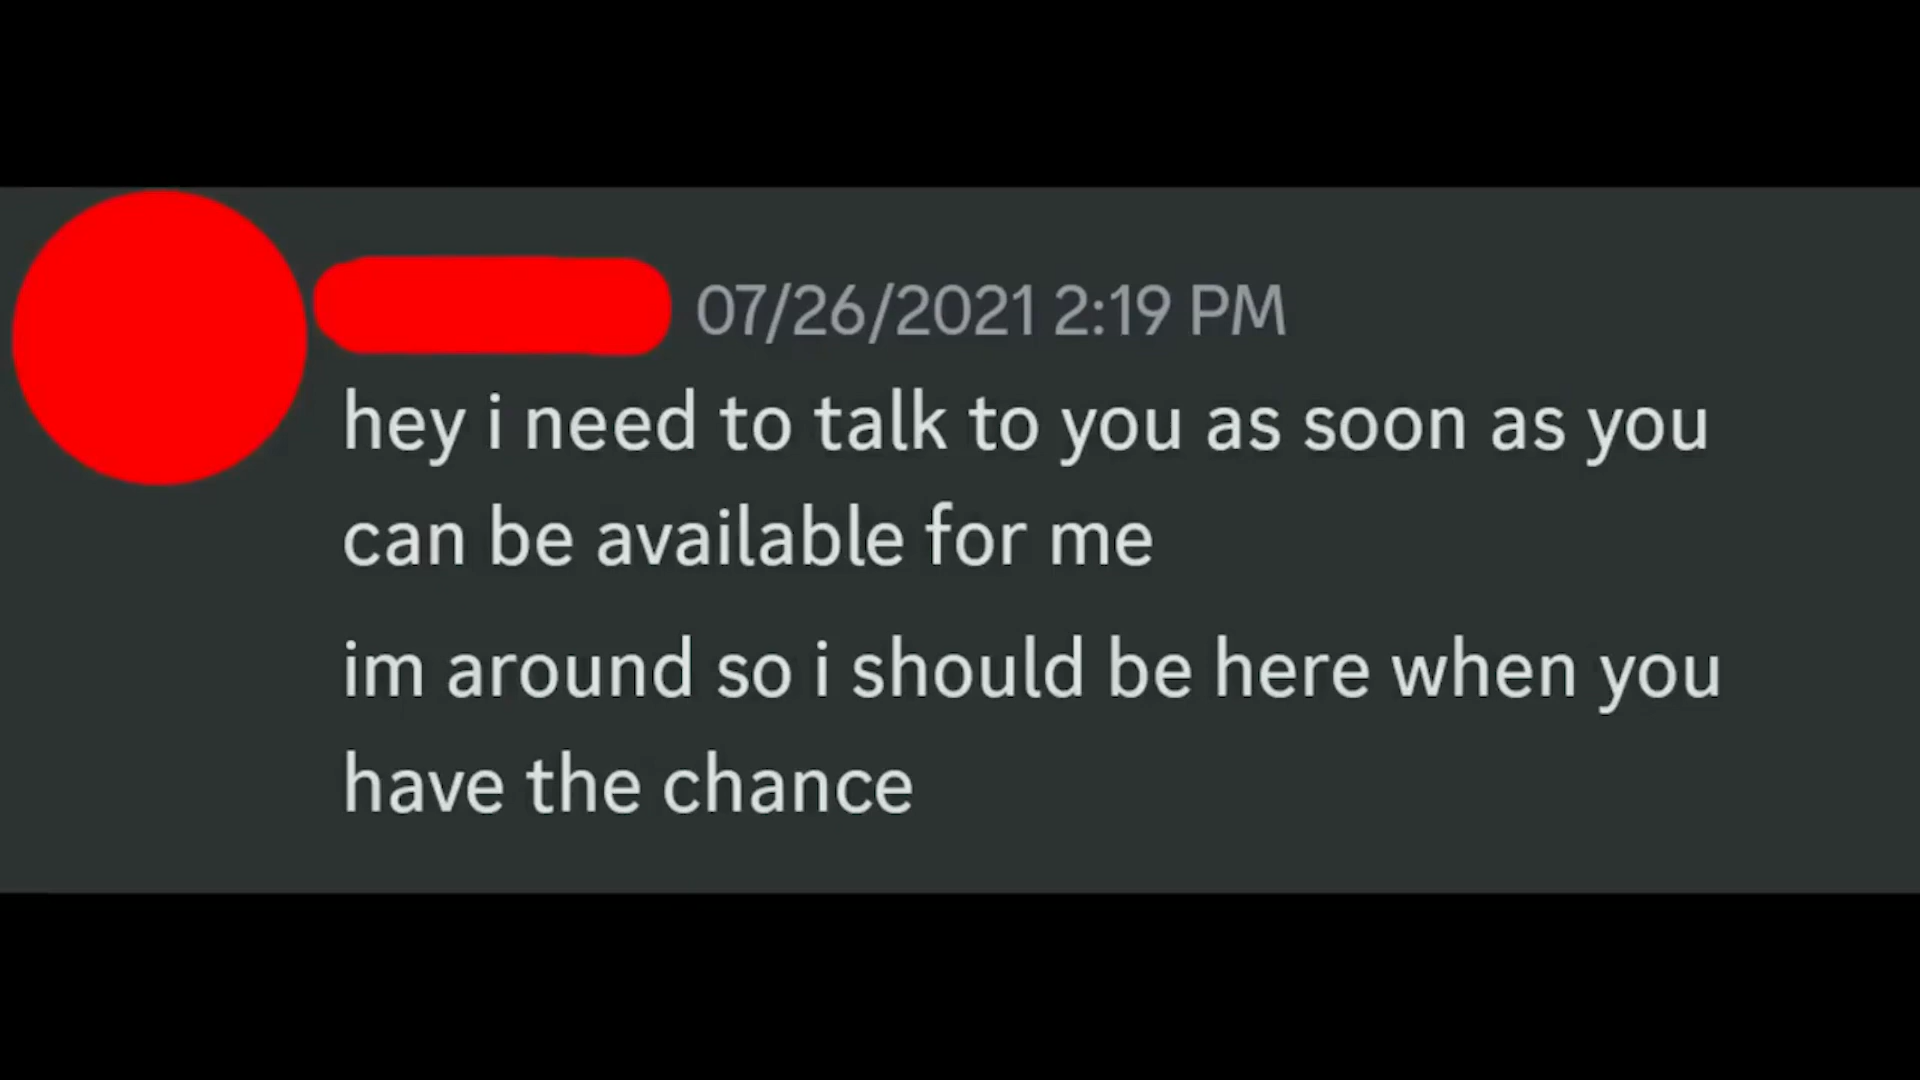 07/26/2021 2:19 PM
hey i need to talk to you as soon as you
can be available for me
im around so i should be here when you
have the chance